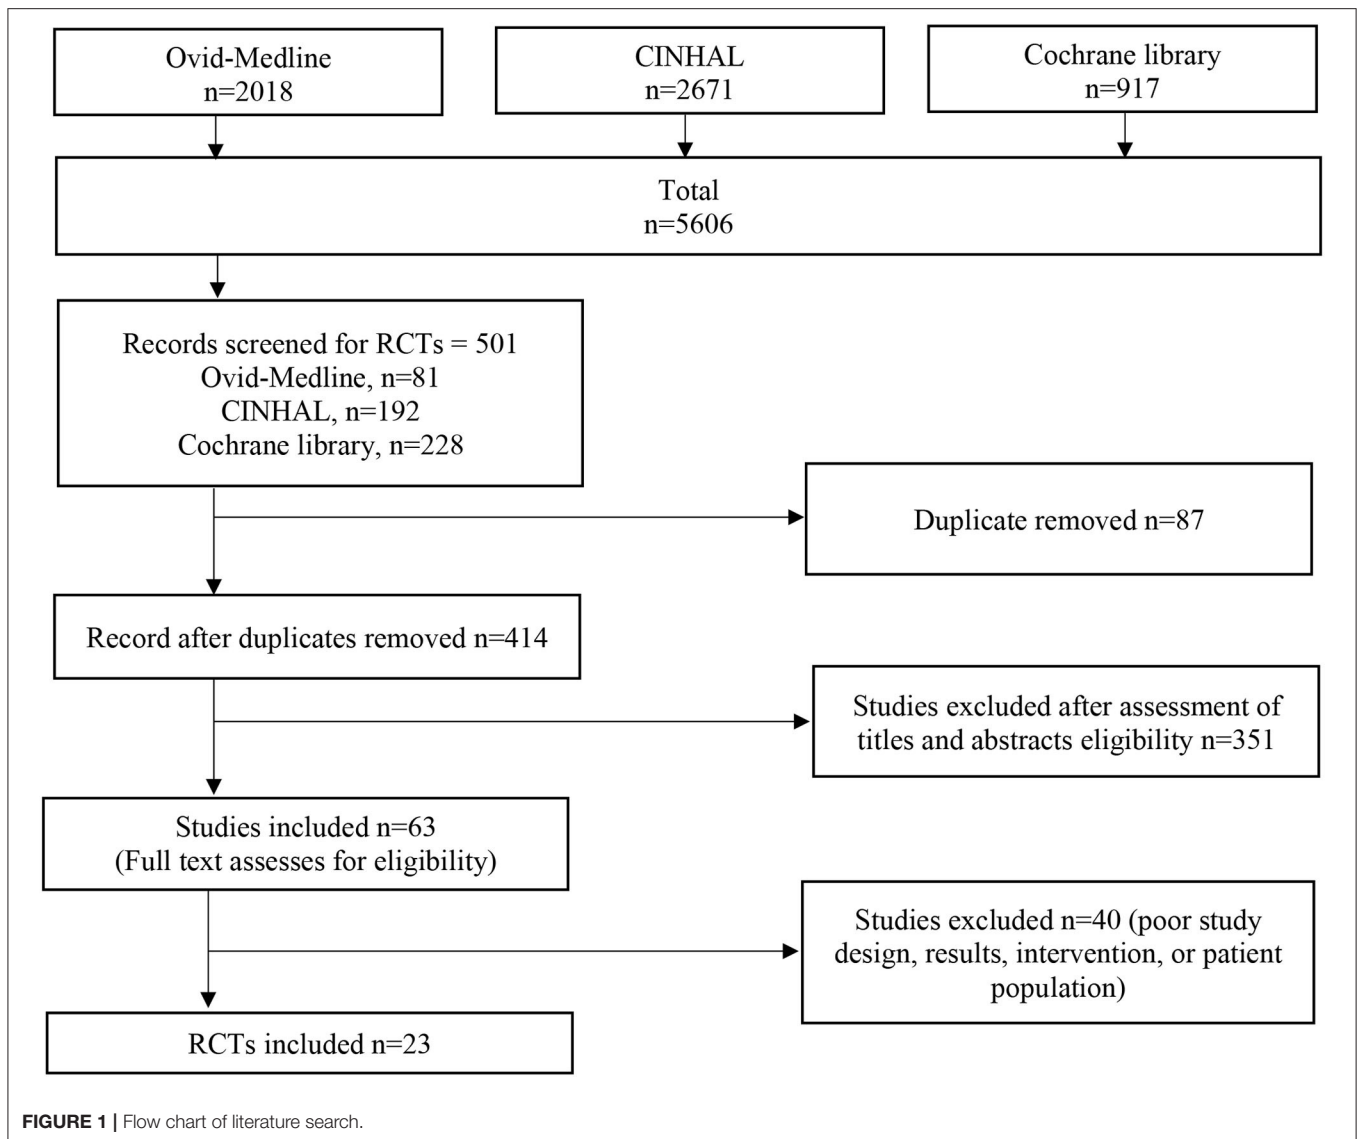 Ovid-Medline
n=2018
CINHAL
n=2671
Cochrane library
n=917
Total
n=5606
Records screened for RCTs = 501
Ovid-Medline, n=81
CINHAL, n=192
Cochrane library, n=228
Duplicate removed n=87
Record after duplicates removed n=414
Studies excluded after assessment of
titles and abstracts eligibility n=351
Studies included n=63
(Full text assesses for eligibility)
Studies excluded n=40 (poor study
design, results, intervention, or patient
population)
RCTs included n=23
FIGURE 1 | Flow chart of literature search.